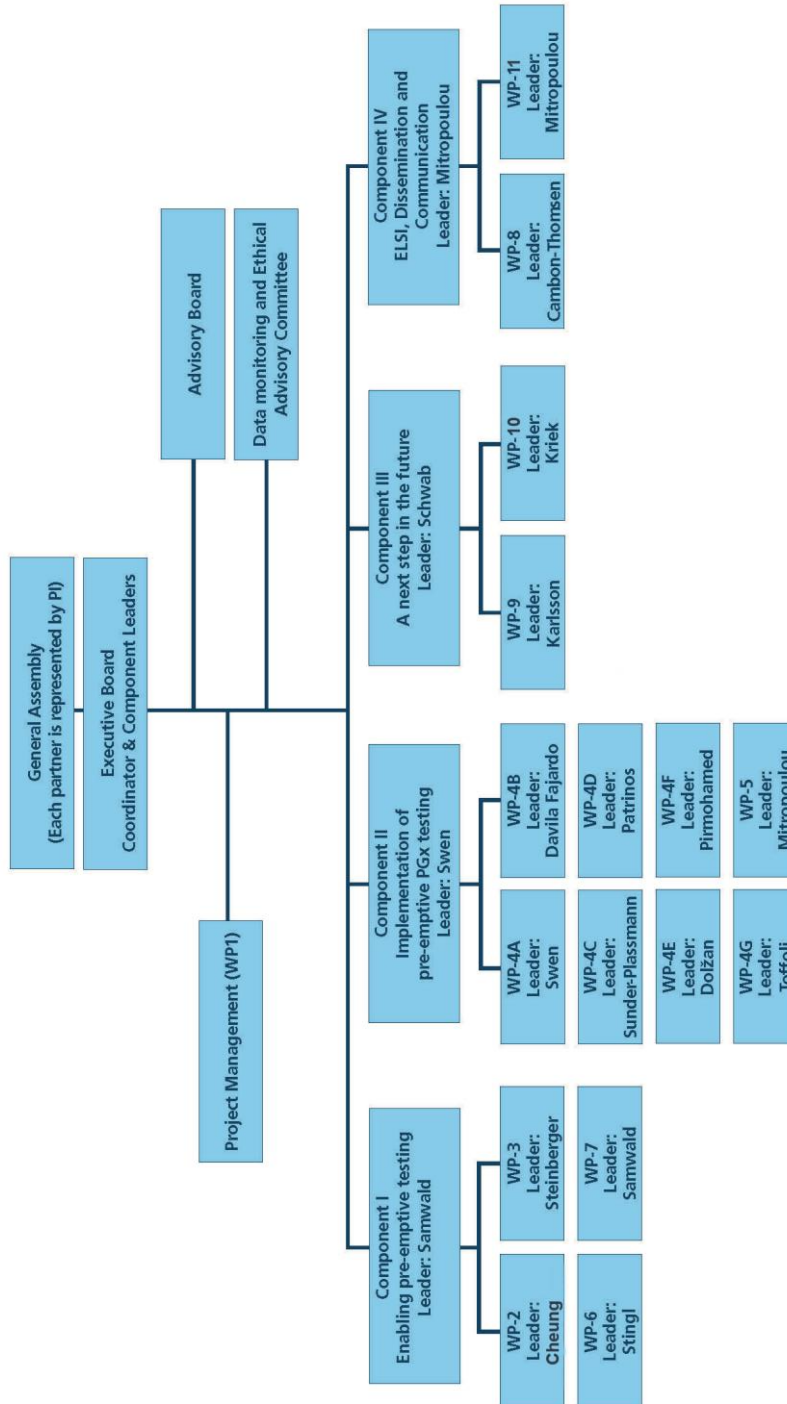 General Assembly
(Each partner is represented by PI)
Executive Board
Coordinator & Component Leaders
Advisory Board
Project Management (WP1)
Data monitoring and Ethical
Advisory Committee
Component I
Enabling pre-emptive testing
Leader: Samwald
WP-2
Leader:
Cheung
WP-3
Leader:
Steinberger
WP-6
Leader:
Stingl
WP-7
Leader:
Samwald
Component II
Implementation of
pre-emptive PGx testing
Leader: Swen
WP-4A
Leader:
Swen
WP-4B
Leader:
Davila Fajardo
WP-4C
Leader:
Sunder-Plassmann
WP-4D
Leader:
Patrinos
WP-4E
Leader:
Dolžan
WP-4F
Leader:
Pirmohamed
WP-4G
Leader:
Toffoli
WP-5
Leader:
Mitropoulou
Component III
A next step in the future
Leader: Schwab
WP-9
Leader:
Karlsson
WP-10
Leader:
Kriek
Component IV
ELSI, Dissemination and
Communication
Leader: Mitropoulou
WP-8
Leader:
Cambon-Thomsen
WP-11
Leader:
Mitropoulou